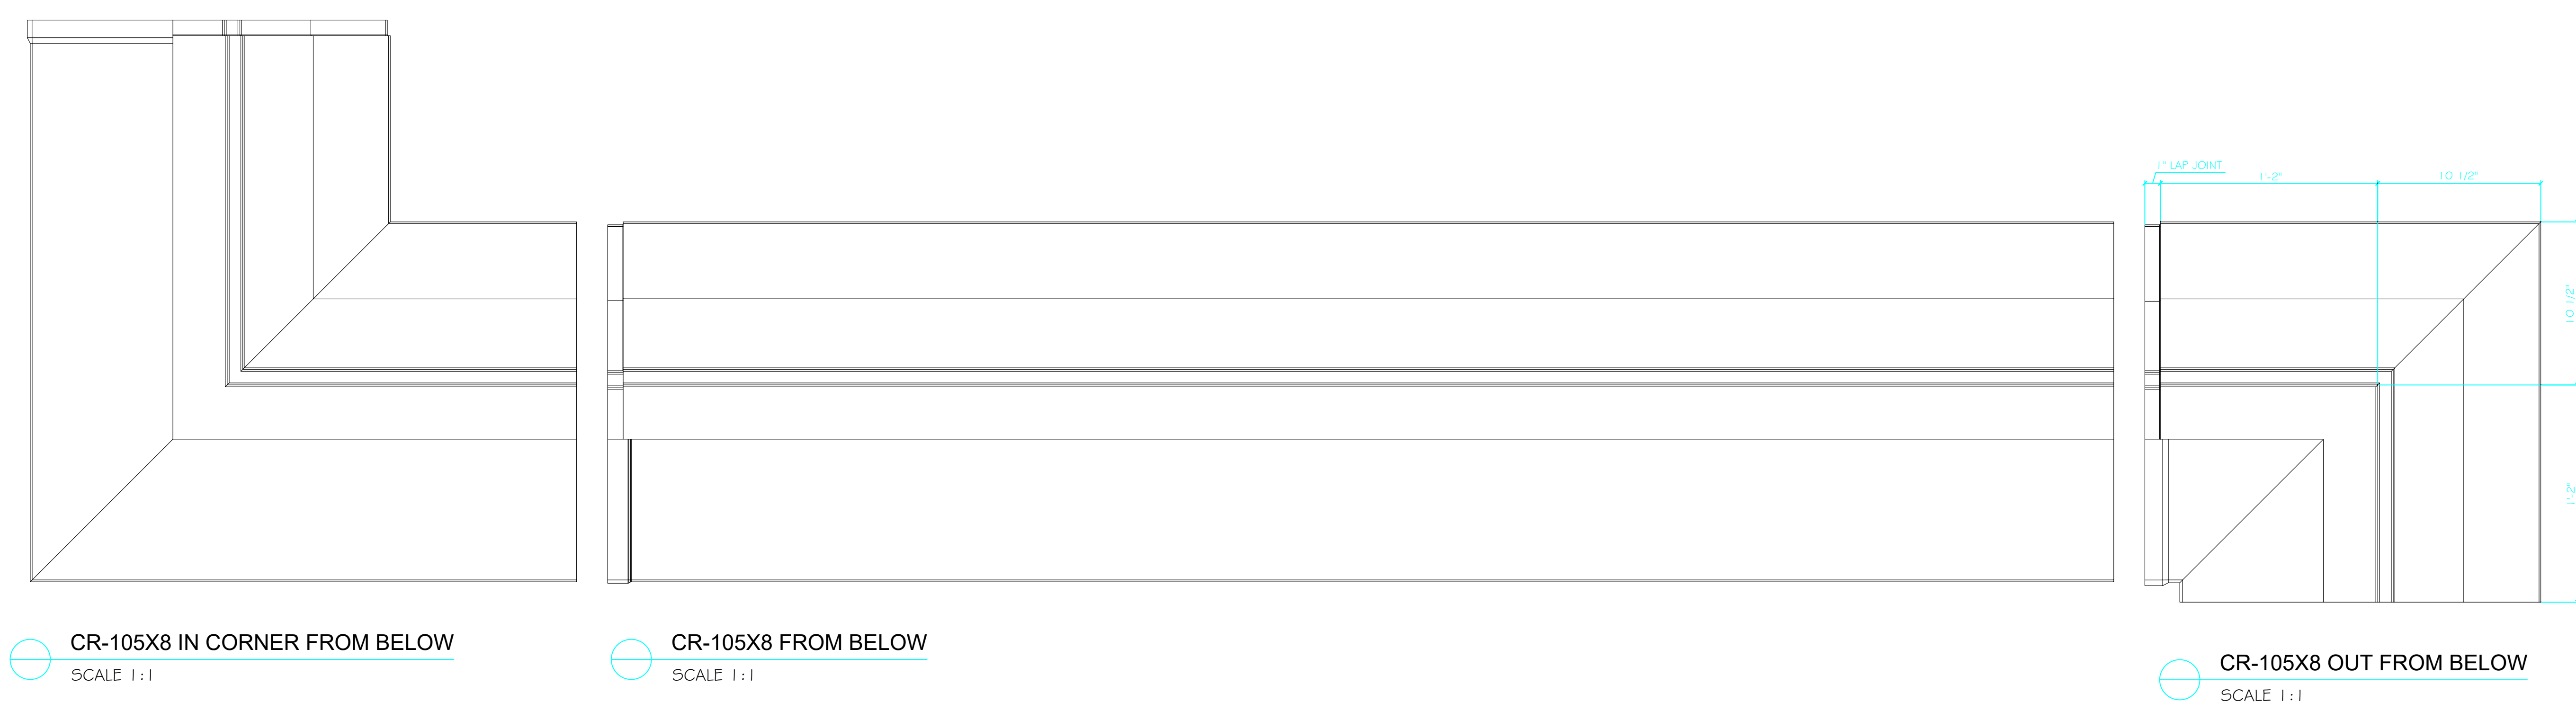 1" LAP JOINT
1'-2"
10 1/2"
10 1/2"
1'-2"
CR-105X8 IN CORNER FROM BELOW
SCALE 1:1
CR-105X8 FROM BELOW
SCALE 1:1
CR-105X8 OUT FROM BELOW
SCALE 1:1